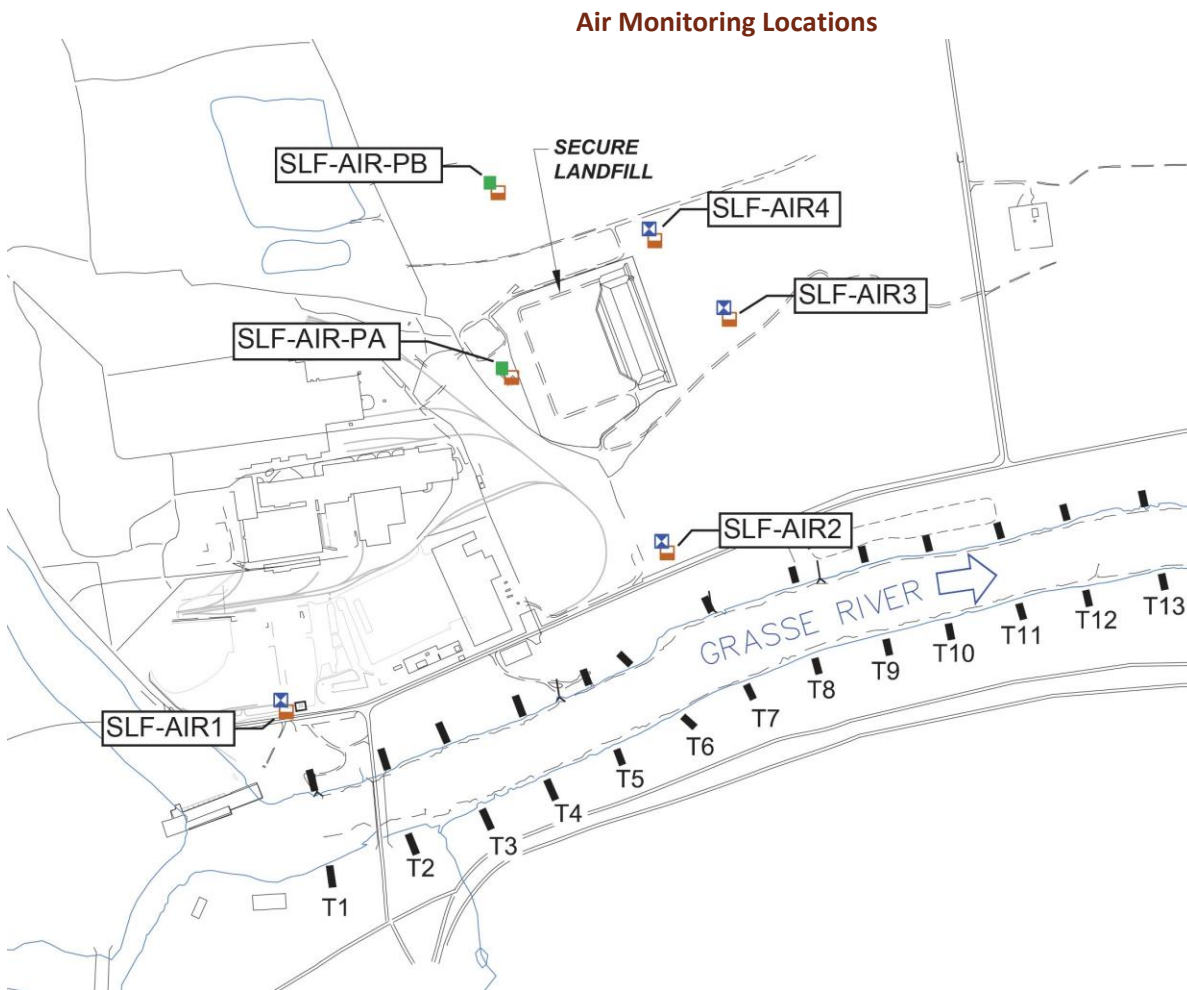 Air Monitoring Locations
SLF-AIR-PB
SECURE
LANDFILL
SLF-AIR4
SLF-AIR3
SLF-AIR-PA
SLF-AIR2
GRASSE RIVER
SLF-AIR1
T13
T12
T11
T10
T9
T8
T7
T6
T5
T4
T3
T2
T1